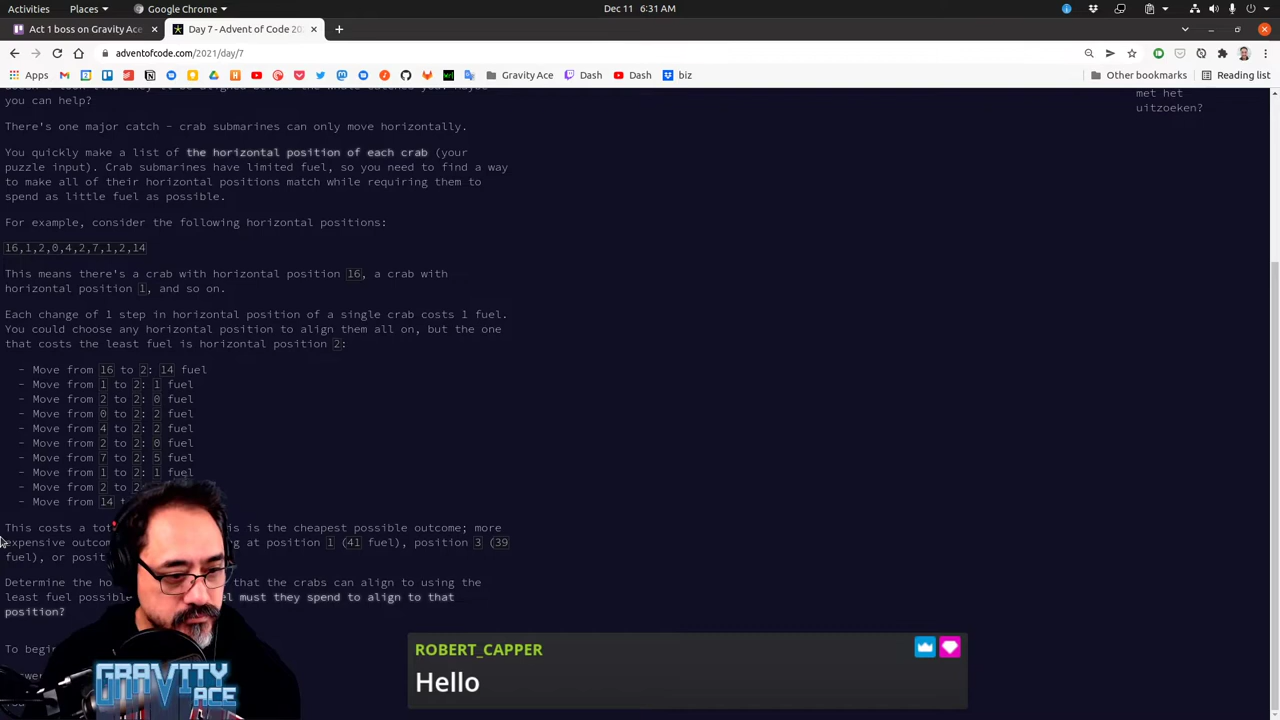 Activities Places Google Chrome Dec 11 6:31 AM
Act 1 boss on Gravity Ace Day 7 - Advent of Code 202
adventofcode.com/2021/day/7
Apps Gravity Ace Dash Dash biz Other bookmarks Reading list
you can help?
met het
uitzoeken?
There's one major catch - crab submarines can only move horizontally.
You quickly make a list of the horizontal position of each crab (your
puzzle input). Crab submarines have limited fuel, so you need to find a way
to make all of their horizontal positions match while requiring them to
spend as little fuel as possible.
For example, consider the following horizontal positions:
16,1,2,0,4,2,7,1,2,14
This means there's a crab with horizontal position 16, a crab with
horizontal position 1, and so on.
Each change of 1 step in horizontal position of a single crab costs 1 fuel.
You could choose any horizontal position to align them all on, but the one
that costs the least fuel is horizontal position 2:
- Move from 16 to 2: 14 fuel
- Move from 1 to 2: 1 fuel
- Move from 2 to 2: 0 fuel
- Move from 0 to 2: 2 fuel
- Move from 4 to 2: 2 fuel
- Move from 2 to 2: 0 fuel
- Move from 7 to 2: 5 fuel
- Move from 1 to 2: 1 fuel
- Move from 2 to 2
- Move from 14 t
This costs a tot is is the cheapest possible outcome; more
expensive outcom g at position 1 (41 fuel), position 3 (39
fuel), or posit
Determine the ho that the crabs can align to using the
least fuel possible el must they spend to align to that
position?
To begi
GRAVITY
ACE
ROBERT_CAPPER
Hello